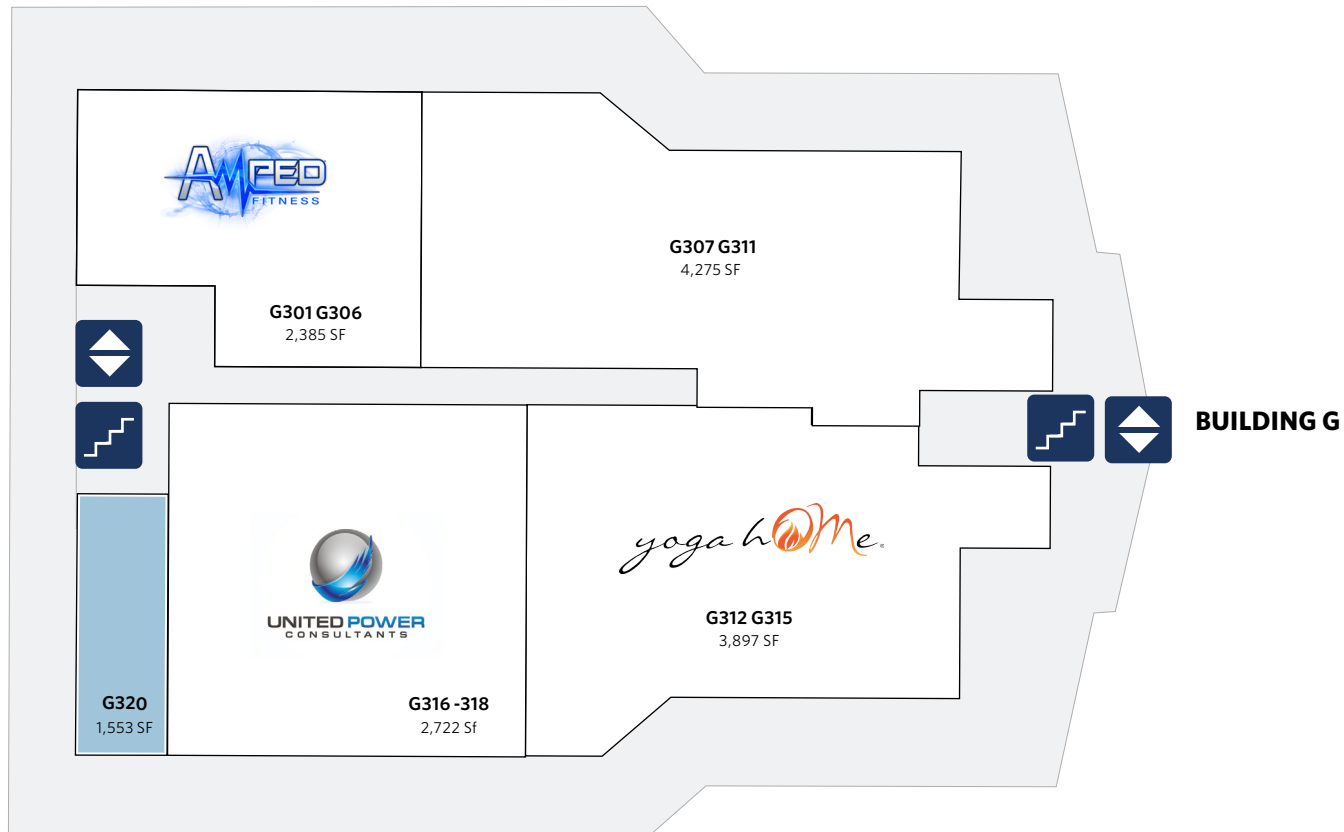 AMPED
FITNESS
G301 G306
2,385 SF
G307 G311
4,275 SF
BUILDING G
UNITED POWER
CONSULTANTS
yoga hOMe®
G312 G315
3,897 SF
G320
1,553 SF
G316 -318
2,722 Sf